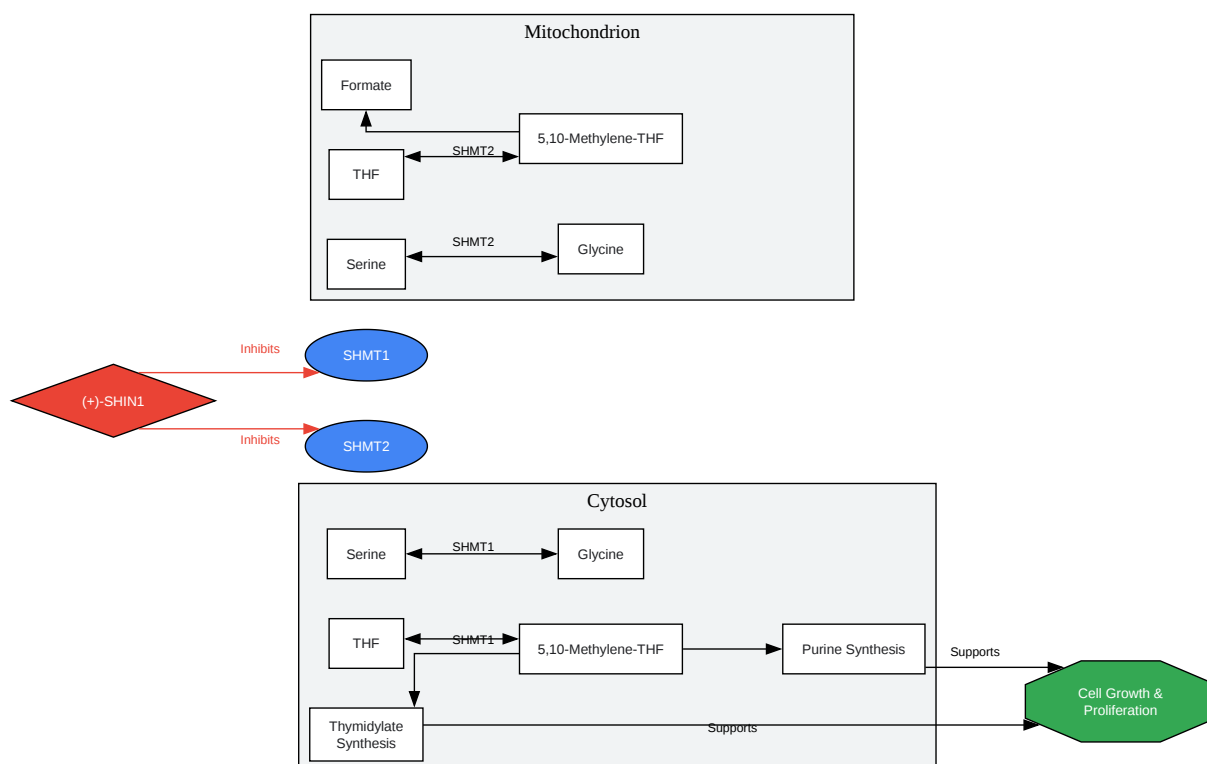 Mitochondrion
Formate
5,10-Methylene-THF
SHMT2
THF
SHMT2
Glycine
Serine
Inhibits
SHMT1
(+)-SHIN1
Inhibits
SHMT2
Cytosol
Serine
SHMT1
Glycine
THF
SHMT1
5,10-Methylene-THF
Purine Synthesis
Supports
Cell Growth &
Proliferation
Thymidylate
Synthesis
Supports